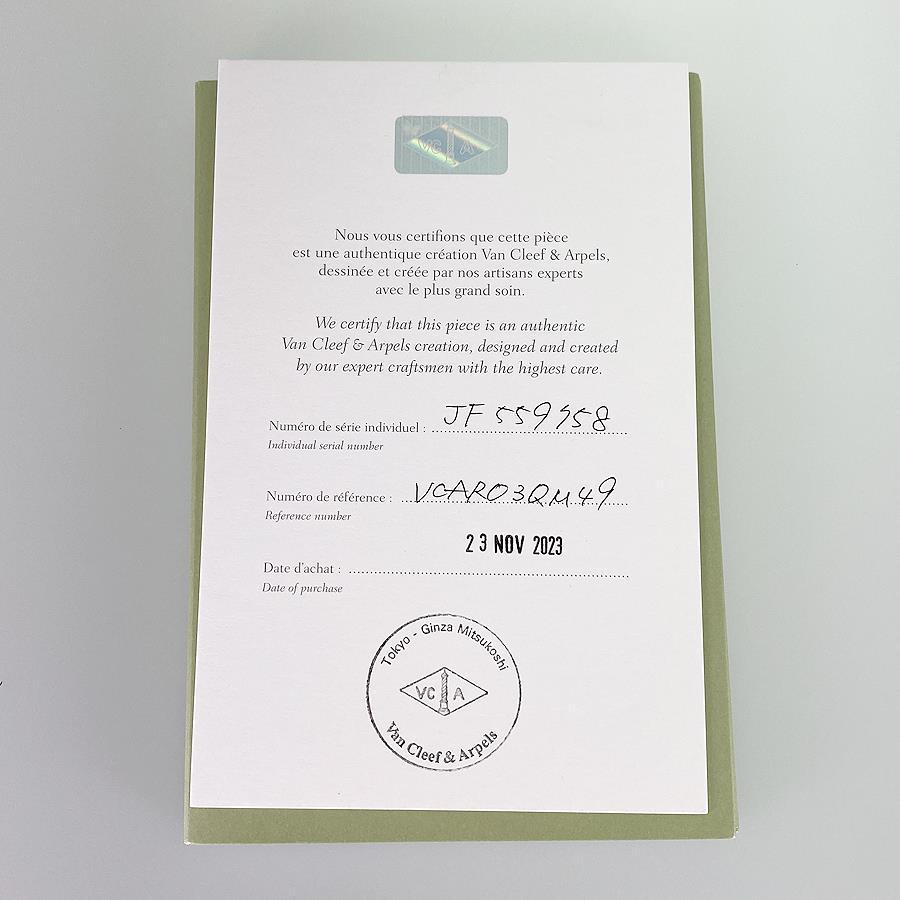 VC A
Nous vous certifions que cette pièce
est une authentique création Van Cleef & Arpels,
dessinée et créée par nos artisans experts
avec le plus grand soin.
We certify that this piece is an authentic
Van Cleef & Arpels creation, designed and created
by our expert craftsmen with the highest care.
Numéro de série individuel :
Individual serial number
Numéro de référence : VCARO3QM49
Reference number
23 NOV 2023
Date d'achat :
Date of purchase
Tokyo - Ginza Mitsukoshi
VC A
Van Cleef & Arpels